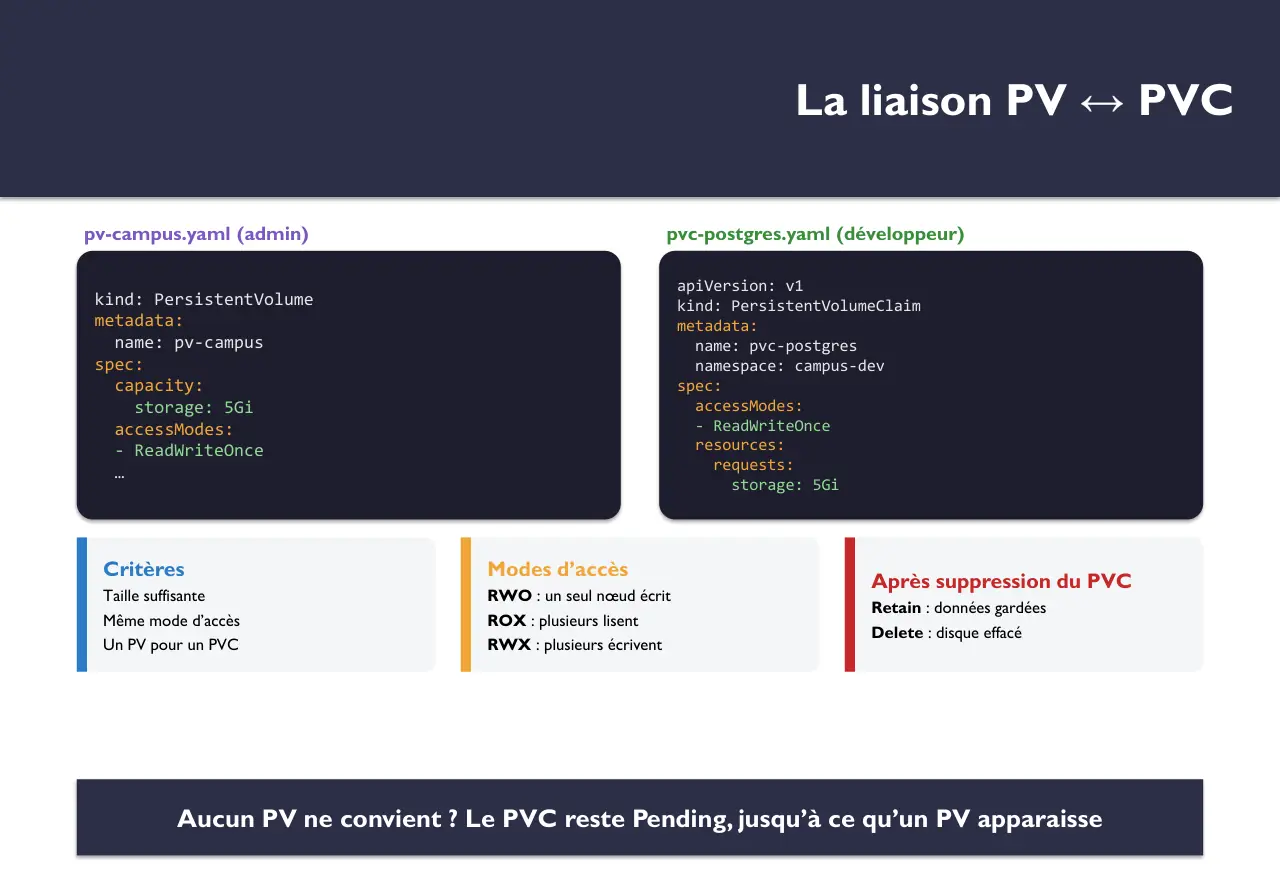 La liaison PV ↔ PVC
pv-campus.yaml (admin)
kind: PersistentVolume
metadata:
  name: pv-campus
spec:
  capacity:
    storage: 5Gi
  accessModes:
  - ReadWriteOnce
  …
pvc-postgres.yaml (développeur)
apiVersion: v1
kind: PersistentVolumeClaim
metadata:
  name: pvc-postgres
  namespace: campus-dev
spec:
  accessModes:
  - ReadWriteOnce
  resources:
    requests:
      storage: 5Gi
Critères
Taille suffisante
Même mode d’accès
Un PV pour un PVC
Modes d’accès
RWO : un seul nœud écrit
ROX : plusieurs lisent
RWX : plusieurs écrivent
Après suppression du PVC
Retain : données gardées
Delete : disque effacé
Aucun PV ne convient ? Le PVC reste Pending, jusqu’à ce qu’un PV apparaisse